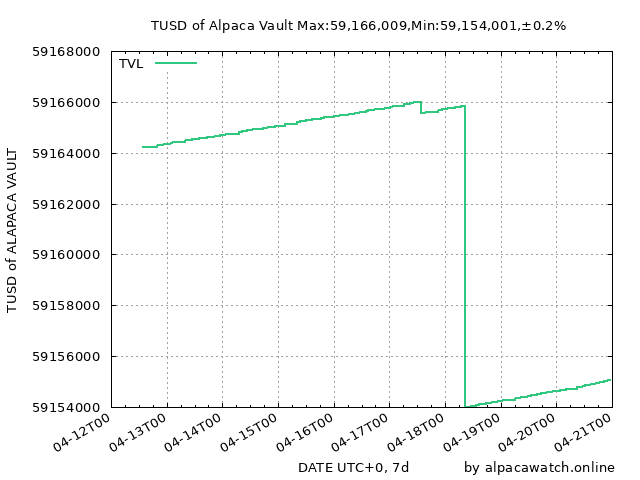 TUSD of Alpaca Vault Max:59,166,009,Min:59,154,001,±0.2%
TVL
59168000
59166000
59164000
59162000
59160000
59158000
59156000
59154000
TUSD of ALAPACA VAULT
04-12T00 04-13T00 04-14T00 04-15T00 04-16T00 04-17T00 04-18T00 04-19T00 04-20T00 04-21T00
DATE UTC+0, 7d by alpacawatch.online